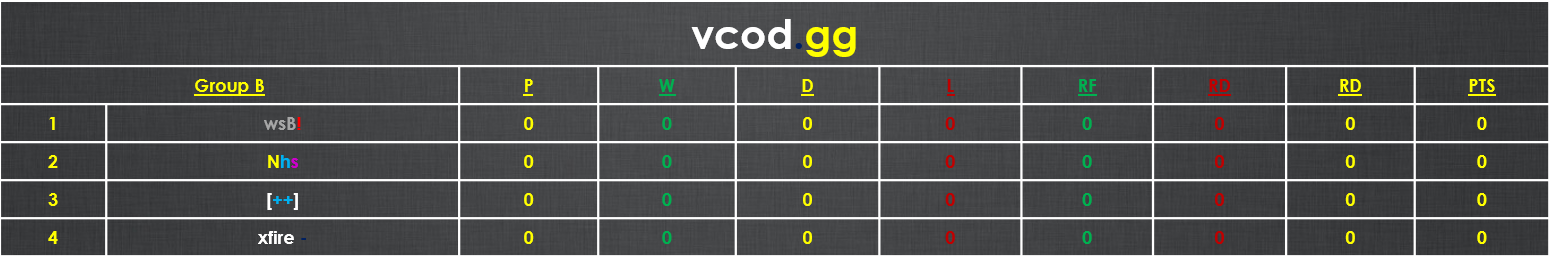 vcod.gg
Group B P W D L RF RD RD PTS
1 wsB! 0 0 0 0 0 0 0 0
2 Nhs 0 0 0 0 0 0 0 0
3 [++] 0 0 0 0 0 0 0 0
4 xfire - 0 0 0 0 0 0 0 0